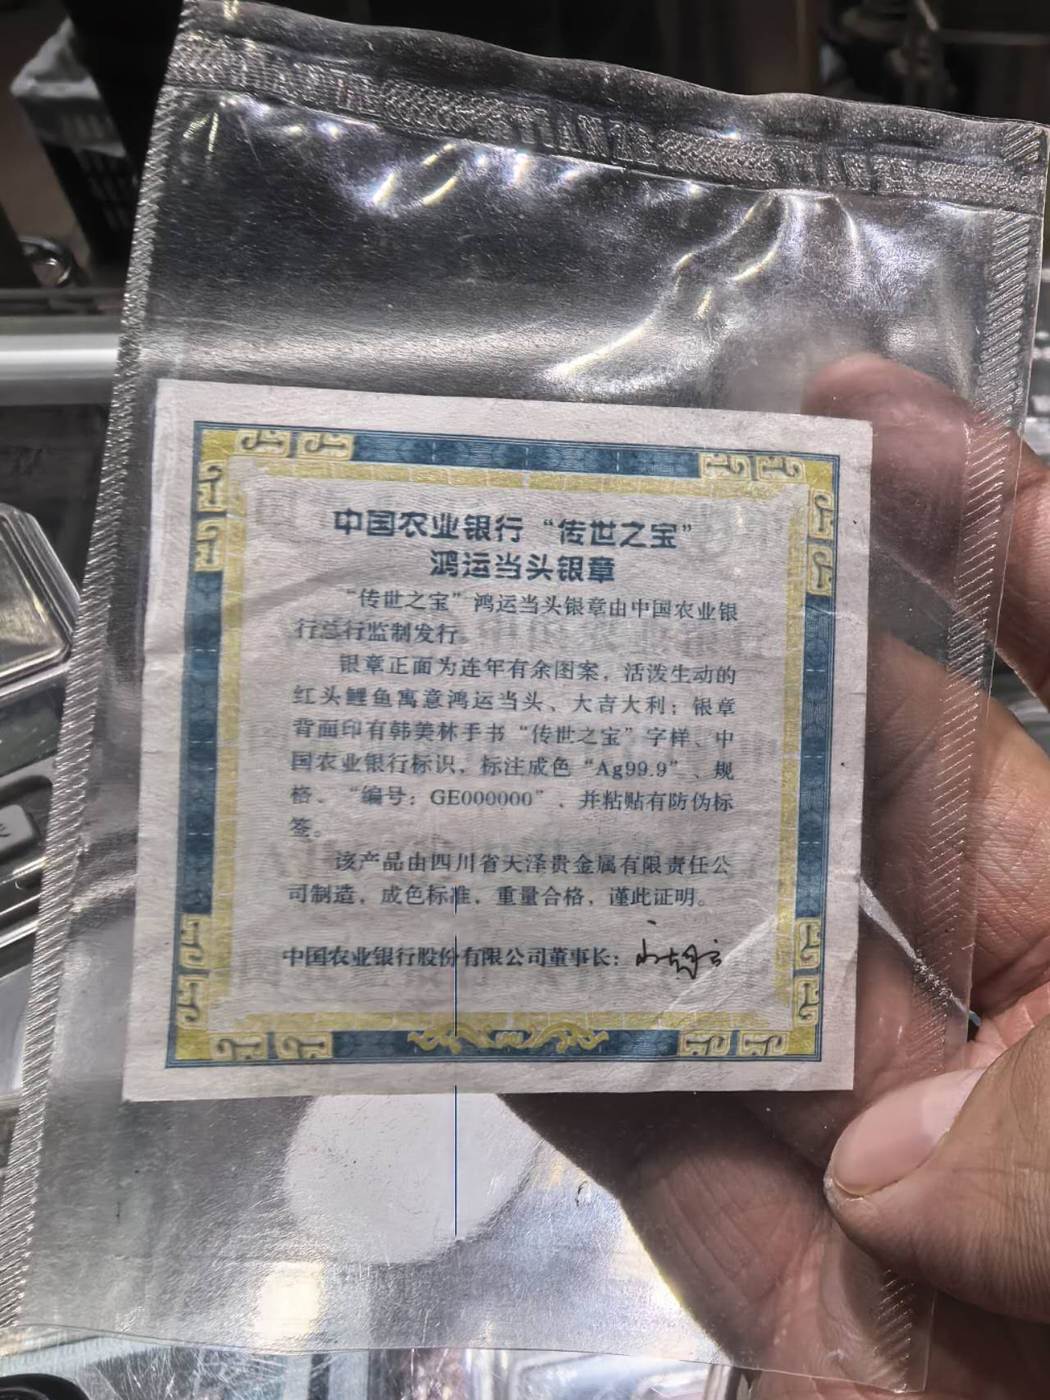 中国农业银行“传世之宝”
鸿运当头银章
“传世之宝”鸿运当头银章由中国农业银
行总行监制发行。
银章正面为连年有余图案，活泼生动的
红头鲤鱼寓意鸿运当头、大吉大利；银章
背面印有韩美林手书“传世之宝”字样、中
国农业银行标识，标注成色“Ag99.9”、规
格、“编号：GE000000”、并粘贴有防伪标
签。
该产品由四川省天泽贵金属有限责任公
司制造，成色标准，重量合格，谨此证明。
中国农业银行股份有限公司董事长：